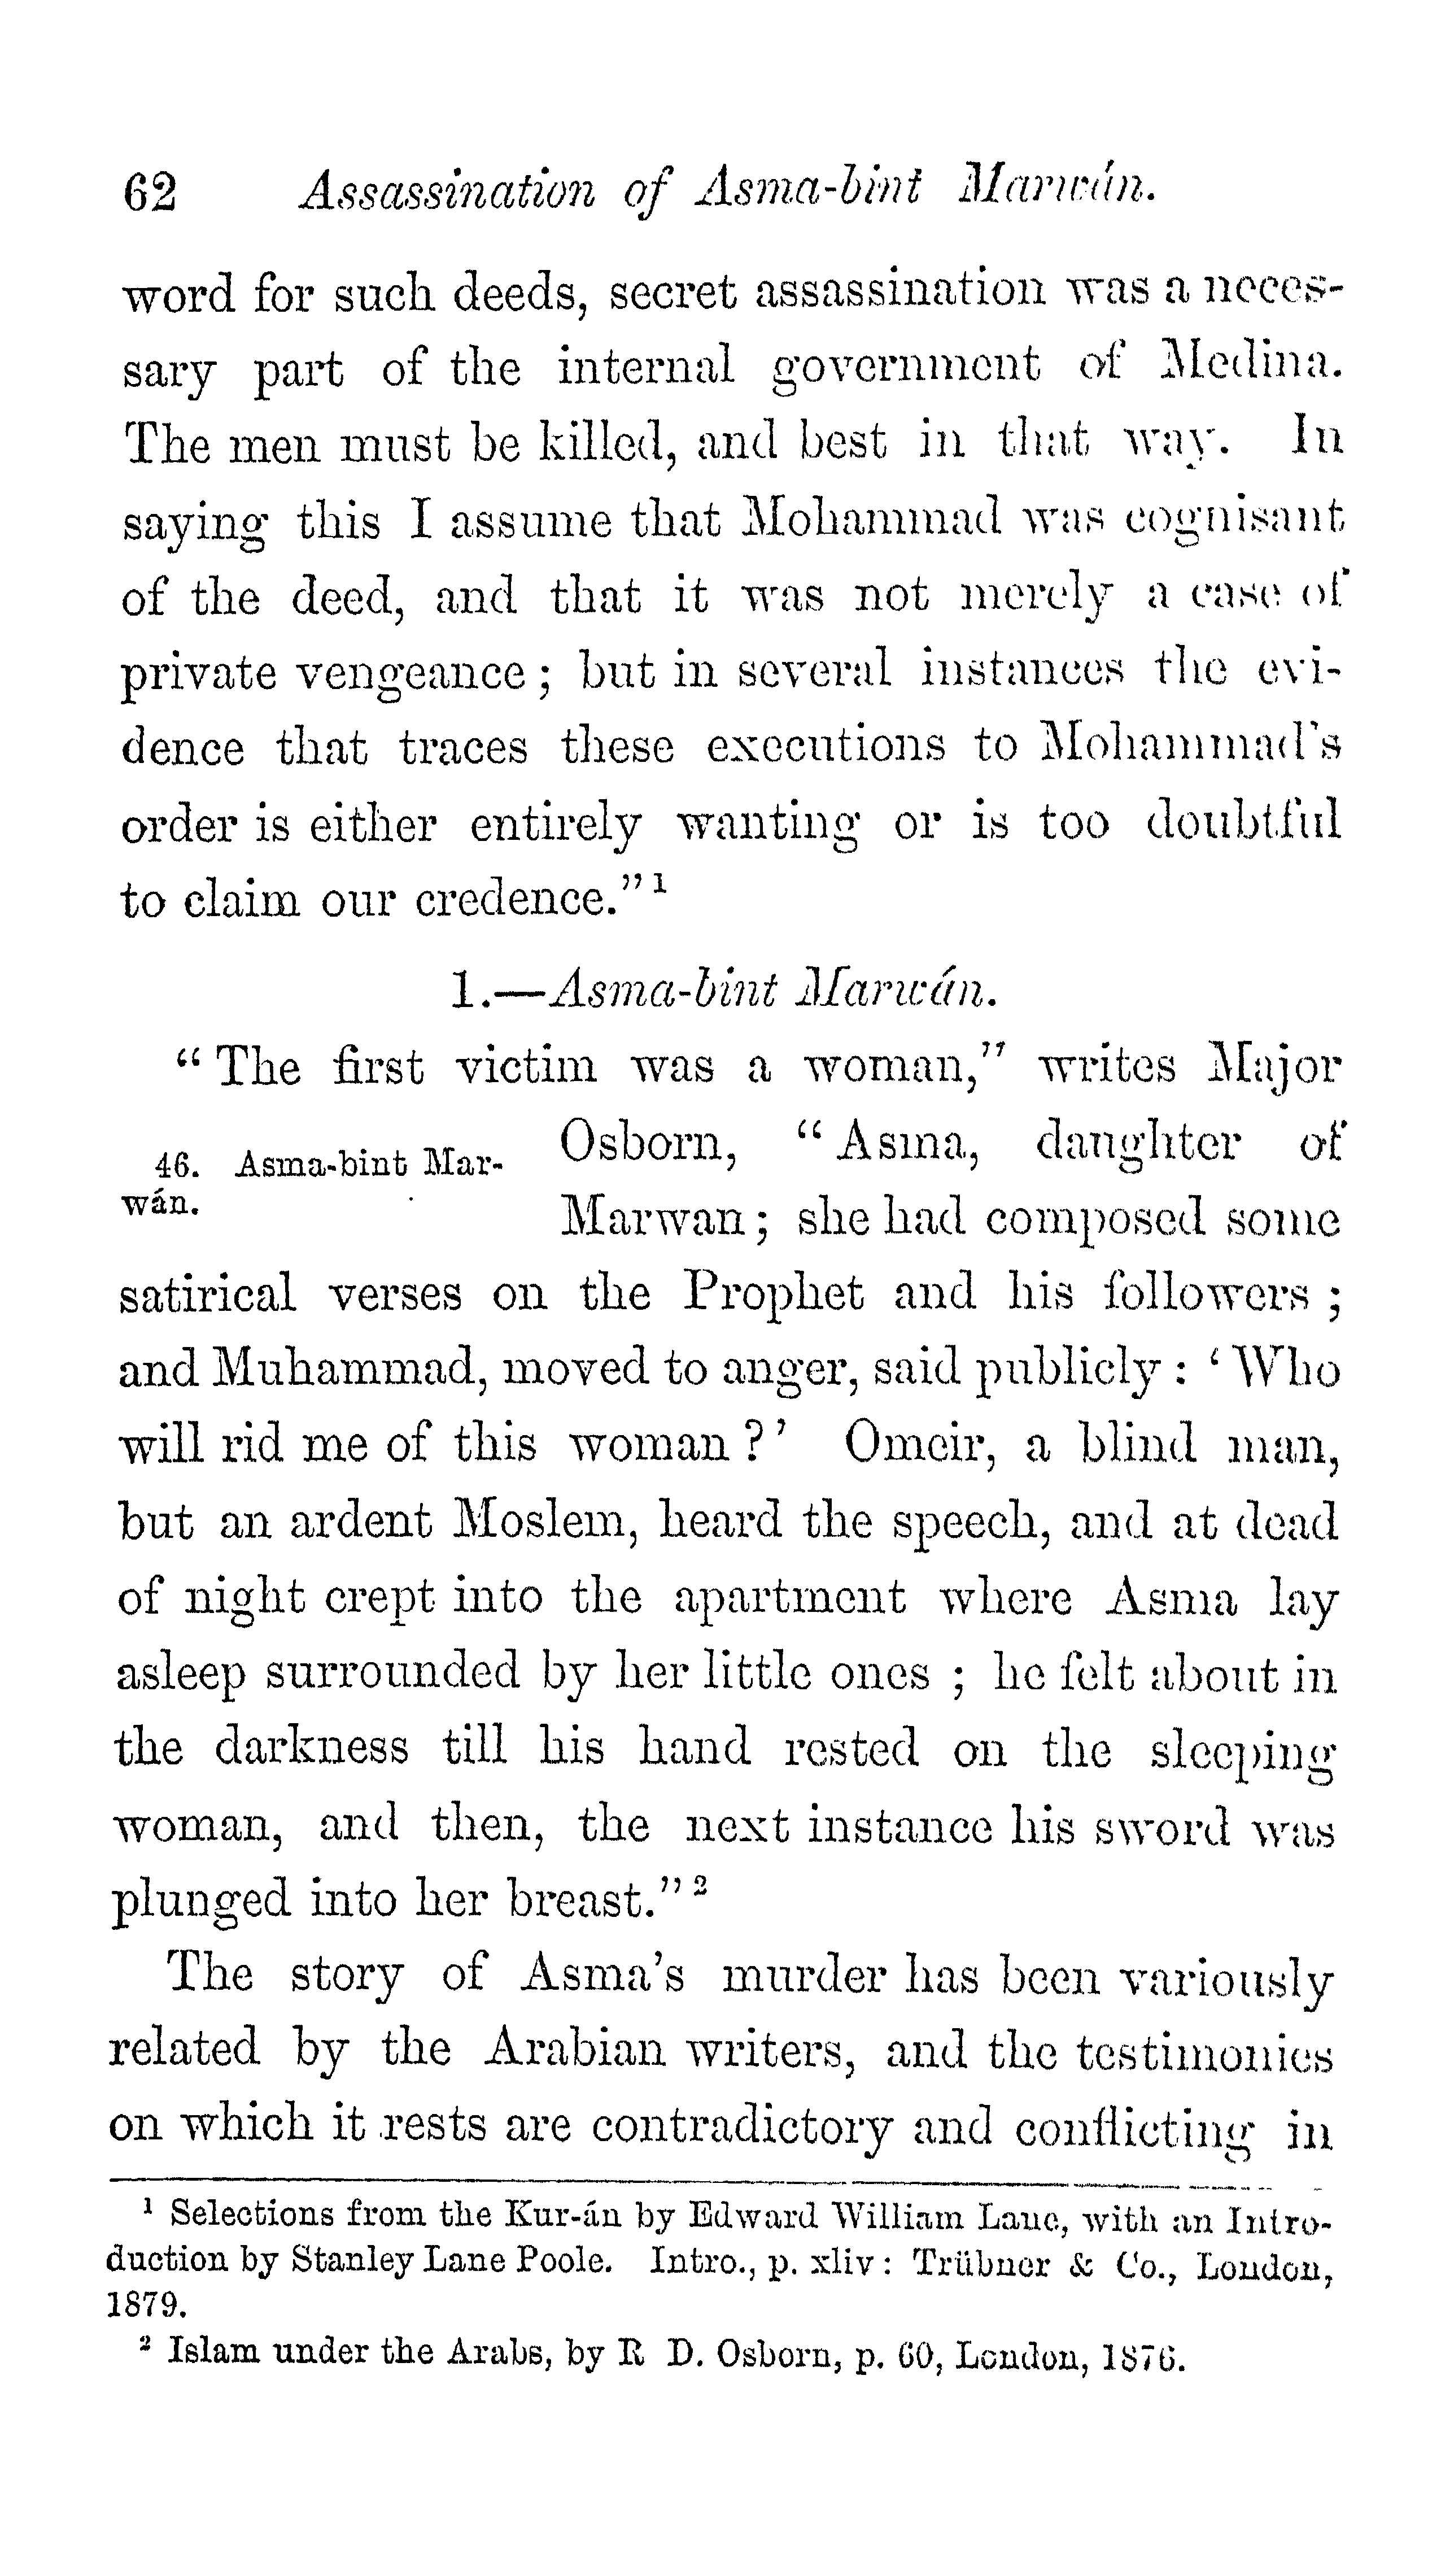 62 Assassination of Asma-bint Marwán.
word for such deeds, secret assassination was a neces-
sary part of the internal government of Medina.
The men must be killed, and best in that way. In
saying this I assume that Mohammad was cognisant
of the deed, and that it was not merely a case of
private vengeance; but in several instances the evi-
dence that traces these executions to Mohammad's
order is either entirely wanting or is too doubtful
to claim our credence." 1
1.—Asma-bint Marwán.
"The first victim was a woman," writes Major
46. Asma-bint Mar-
wán.
Osborn, "Asma, daughter of
Marwan; she had composed some
satirical verses on the Prophet and his followers;
and Muhammad, moved to anger, said publicly: 'Who
will rid me of this woman?' Omeir, a blind man,
but an ardent Moslem, heard the speech, and at dead
of night crept into the apartment where Asma lay
asleep surrounded by her little ones; he felt about in
the darkness till his hand rested on the sleeping
woman, and then, the next instance his sword was
plunged into her breast." 2
The story of Asma's murder has been variously
related by the Arabian writers, and the testimonies
on which it rests are contradictory and conflicting in
1 Selections from the Kur-án by Edward William Lane, with an Intro-
duction by Stanley Lane Poole. Intro., p. xliv: Trübner & Co., London,
1879.
2 Islam under the Arabs, by R D. Osborn, p. 60, London, 1876.